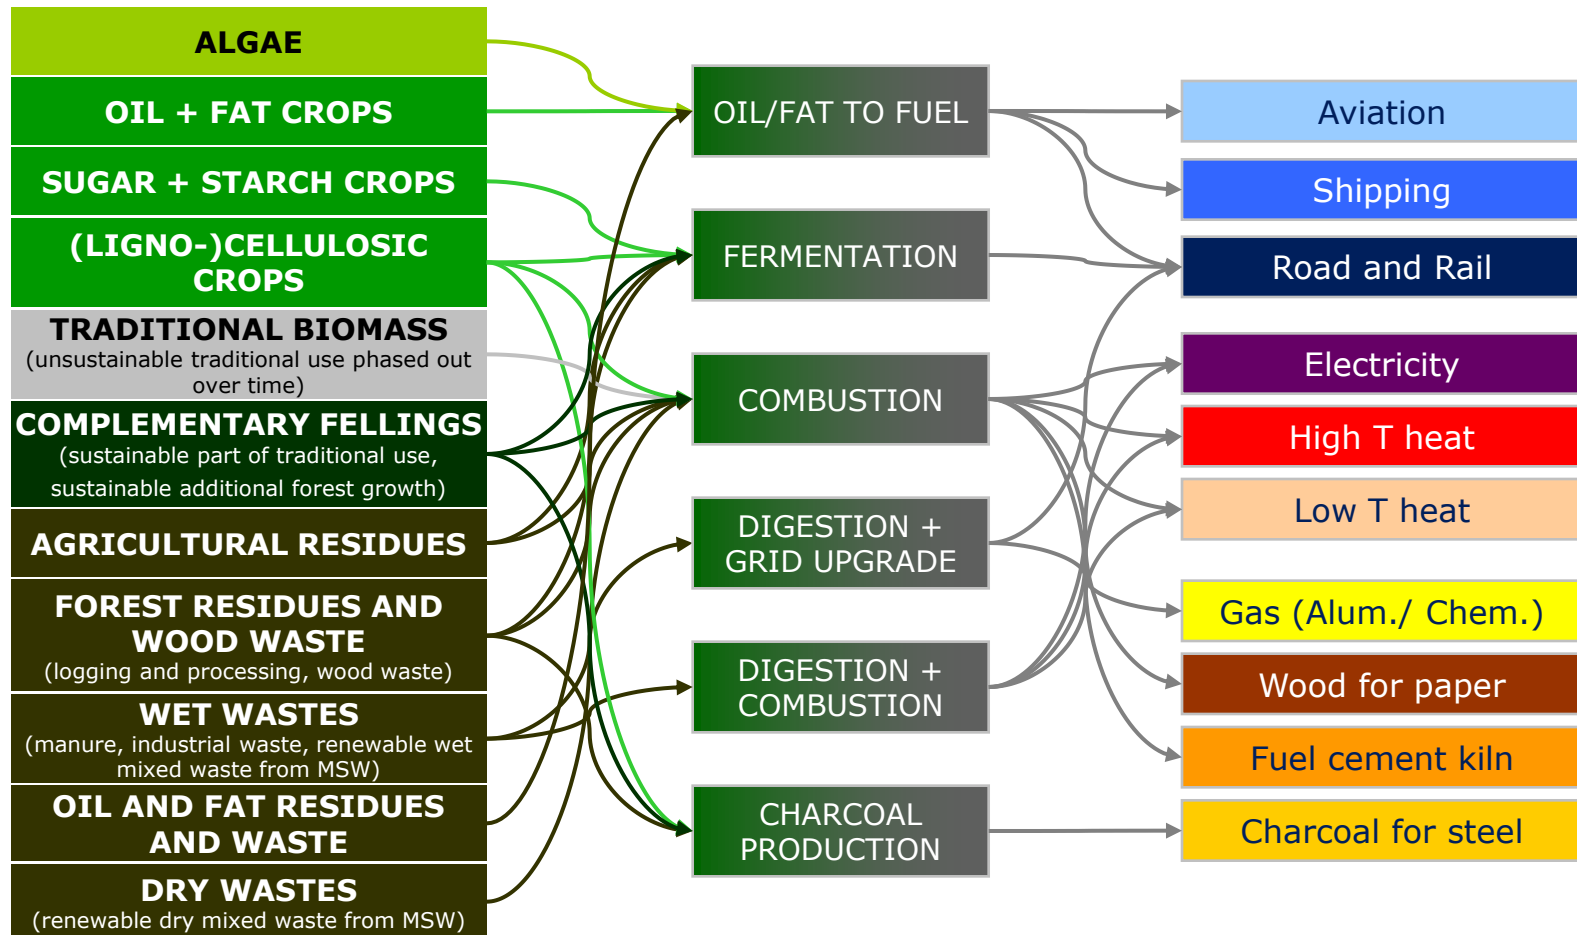 ALGAE
OIL + FAT CROPS
SUGAR + STARCH CROPS
(LIGNO-)CELLULOSIC
CROPS
TRADITIONAL BIOMASS
(unsustainable traditional use phased out
over time)
COMPLEMENTARY FELLINGS
(sustainable part of traditional use,
sustainable additional forest growth)
AGRICULTURAL RESIDUES
FOREST RESIDUES AND
WOOD WASTE
(logging and processing, wood waste)
WET WASTES
(manure, industrial waste, renewable wet
mixed waste from MSW)
OIL AND FAT RESIDUES
AND WASTE
DRY WASTES
(renewable dry mixed waste from MSW)
OIL/FAT TO FUEL
FERMENTATION
COMBUSTION
DIGESTION +
GRID UPGRADE
DIGESTION +
COMBUSTION
CHARCOAL
PRODUCTION
Aviation
Shipping
Road and Rail
Electricity
High T heat
Low T heat
Gas (Alum./ Chem.)
Wood for paper
Fuel cement kiln
Charcoal for steel